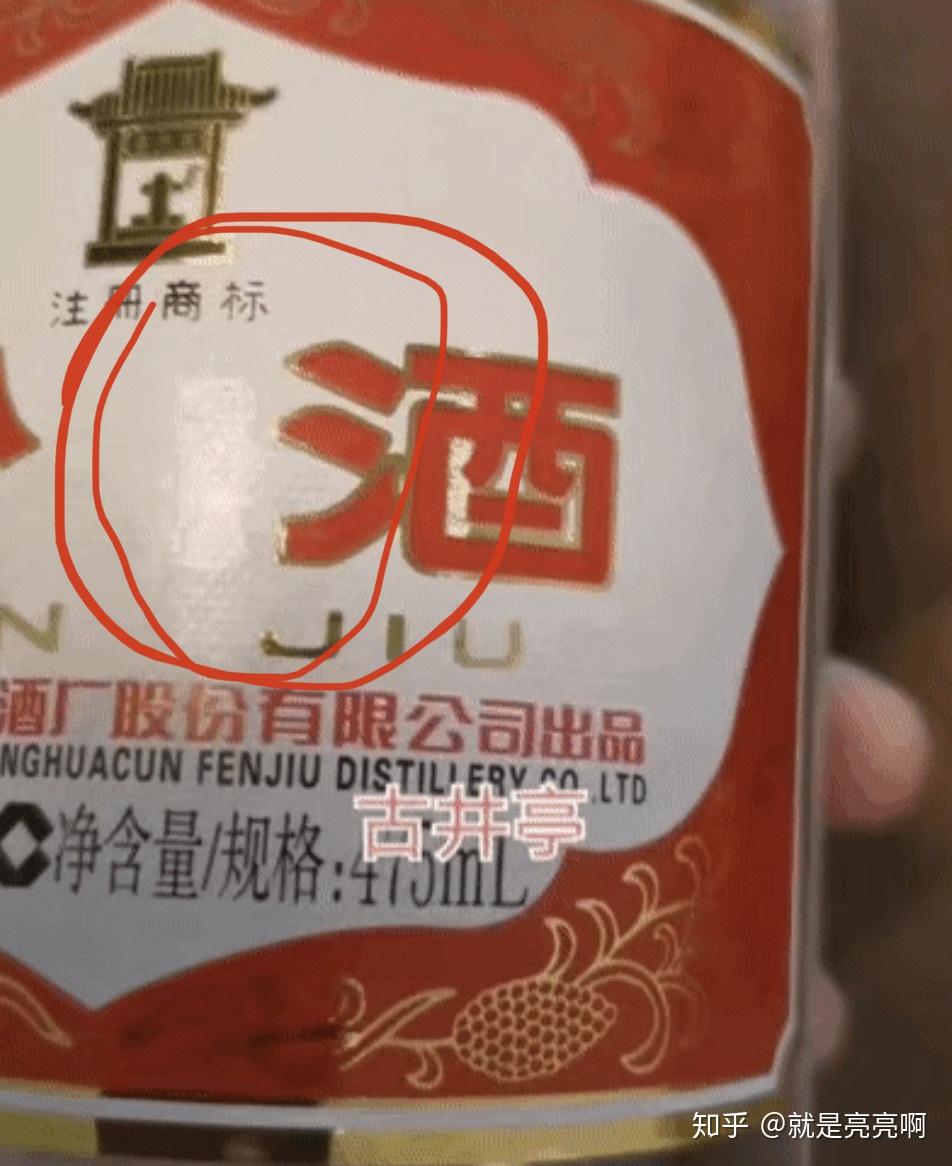 注册商标
酒
N JIU
酒厂股份有限公司出品
NGHUACUN FENJIU DISTILLERY CO.,LTD
古井亭
净含量/规格:475mL
知乎 @就是亮亮啊